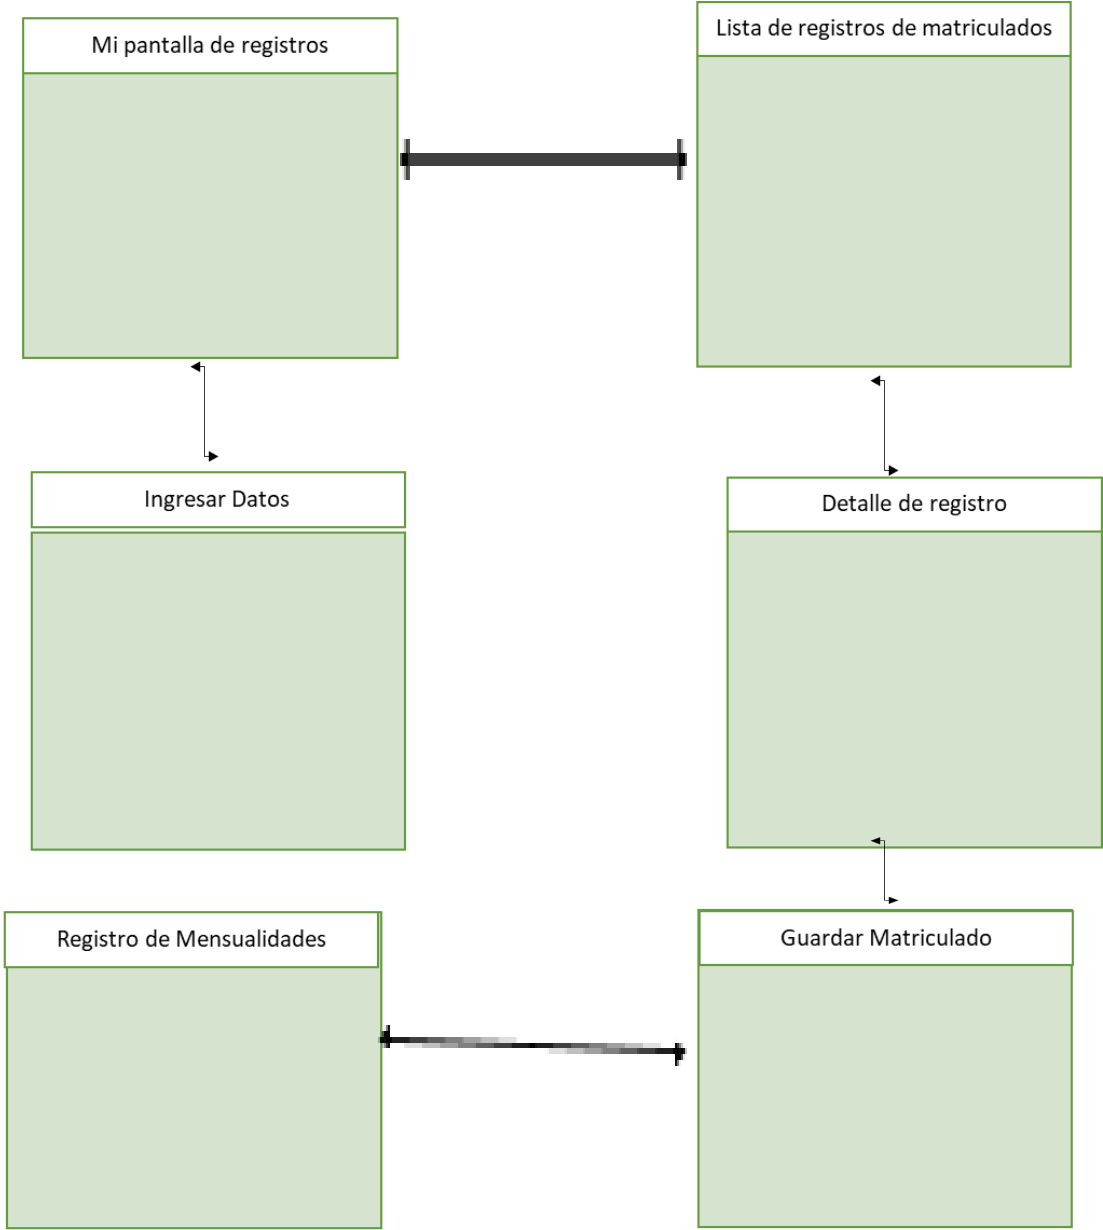 Mi pantalla de registros
Lista de registros de matriculados
Ingresar Datos
Detalle de registro
Registro de Mensualidades
Guardar Matriculado